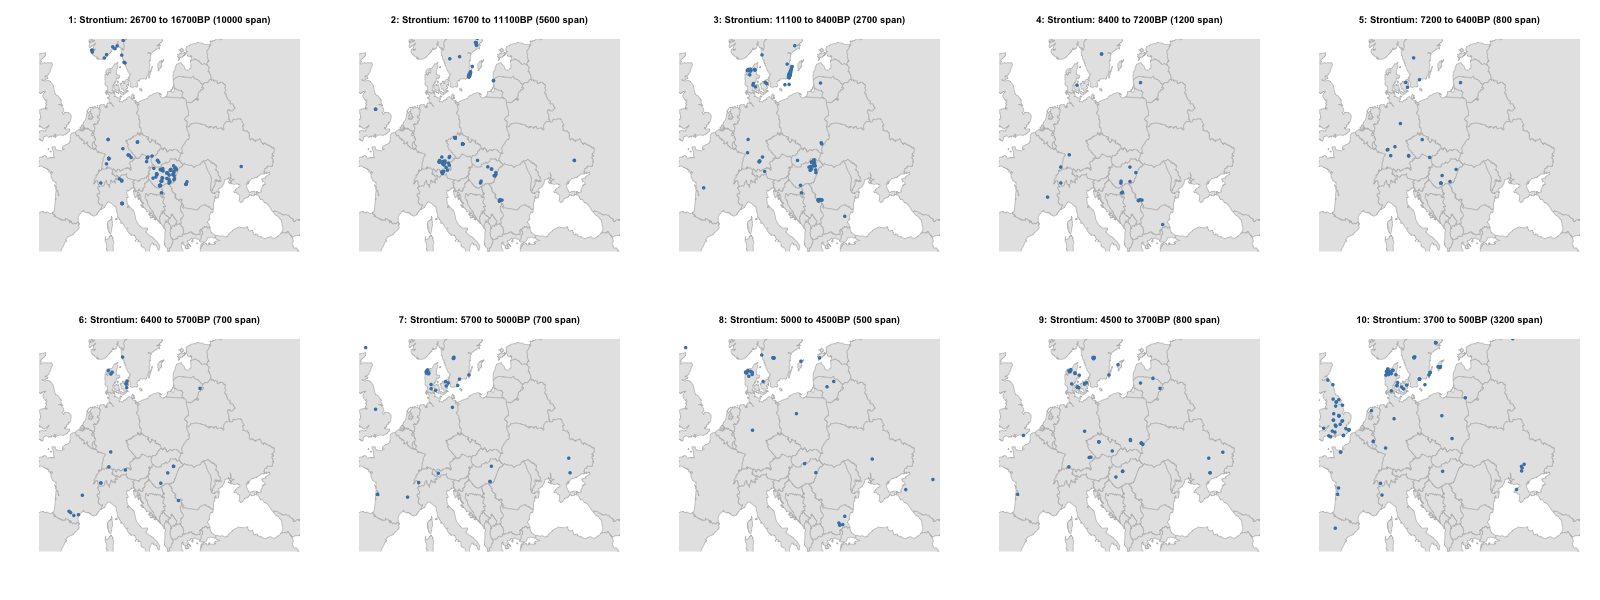 1: Strontium: 26700 to 16700BP (10000 span)
2: Strontium: 16700 to 11100BP (5600 span)
3: Strontium: 11100 to 8400BP (2700 span)
4: Strontium: 8400 to 7200BP (1200 span)
5: Strontium: 7200 to 6400BP (800 span)
6: Strontium: 6400 to 5700BP (700 span)
7: Strontium: 5700 to 5000BP (700 span)
8: Strontium: 5000 to 4500BP (500 span)
9: Strontium: 4500 to 3700BP (800 span)
10: Strontium: 3700 to 500BP (3200 span)